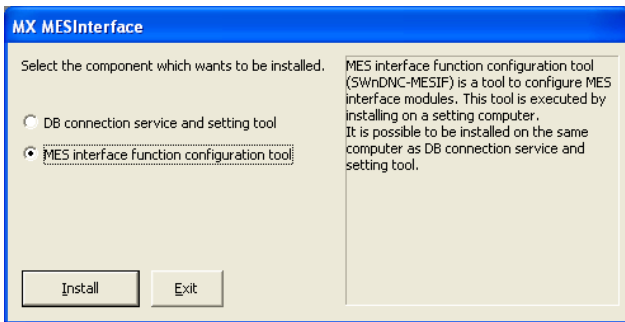 MX MESInterface
Select the component which wants to be installed.
DB connection service and setting tool
MES interface function configuration tool
MES interface function configuration tool
(SWnDNC-MESIF) is a tool to configure MES
interface modules. This tool is executed by
installing on a setting computer.
It is possible to be installed on the same
computer as DB connection service and
setting tool.
Install
Exit